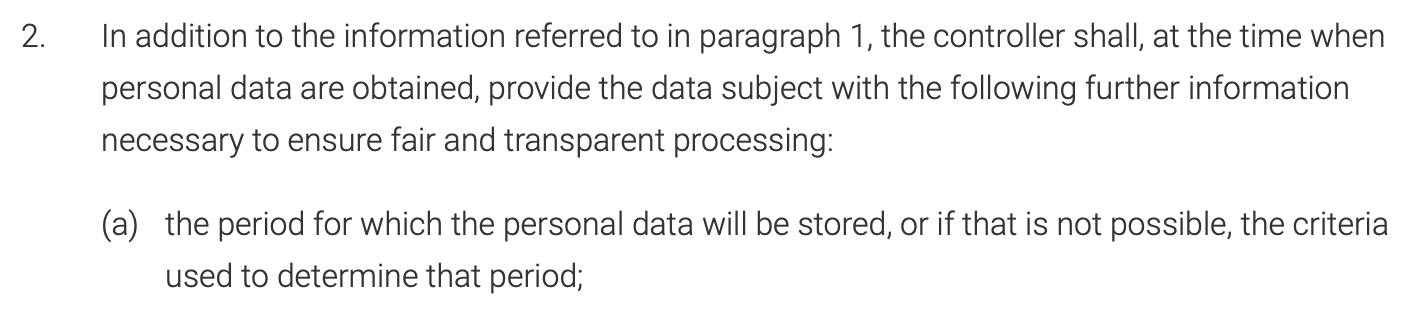 2. In addition to the information referred to in paragraph 1, the controller shall, at the time when
personal data are obtained, provide the data subject with the following further information
necessary to ensure fair and transparent processing:
(a) the period for which the personal data will be stored, or if that is not possible, the criteria
used to determine that period;